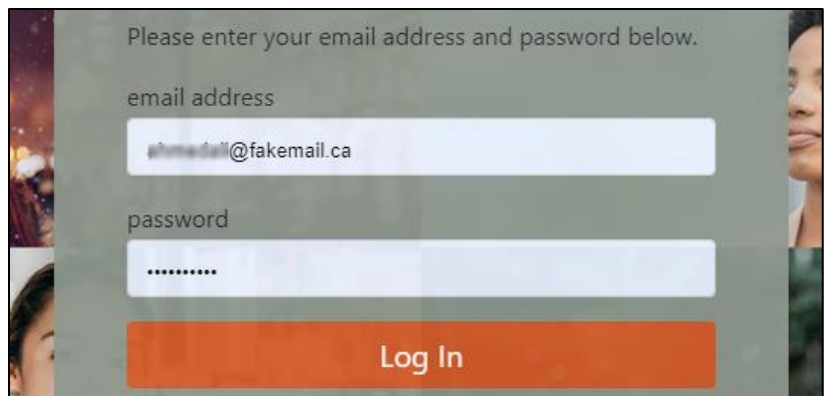 Please enter your email address and password below.
email address
@fakemail.ca
password
••••••••••
Log In